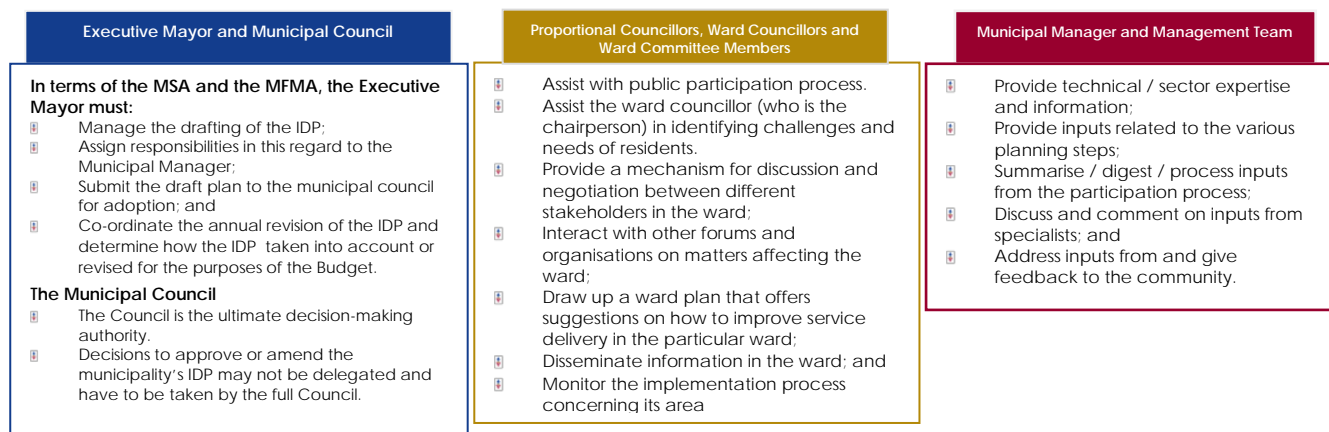 Executive Mayor and Municipal Council
In terms of the MSA and the MFMA, the Executive
Mayor must:
Manage the drafting of the IDP;
Assign responsibilities in this regard to the
Municipal Manager;
Submit the draft plan to the municipal council
for adoption; and
Co-ordinate the annual revision of the IDP and
determine how the IDP taken into account or
revised for the purposes of the Budget.
The Municipal Council
The Council is the ultimate decision-making
authority.
Decisions to approve or amend the
municipality's IDP may not be delegated and
have to be taken by the full Council.
Proportional Councillors, Ward Councillors and
Ward Committee Members
Assist with public participation process.
Assist the ward councillor (who is the
chairperson) in identifying challenges and
needs of residents.
Provide a mechanism for discussion and
negotiation between different
stakeholders in the ward;
Interact with other forums and
organisations on matters affecting the
ward;
Draw up a ward plan that offers
suggestions on how to improve service
delivery in the particular ward;
Disseminate information in the ward; and
Monitor the implementation process
concerning its area
Municipal Manager and Management Team
Provide technical / sector expertise
and information;
Provide inputs related to the various
planning steps;
Summarise / digest / process inputs
from the participation process;
Discuss and comment on inputs from
specialists; and
Address inputs from and give
feedback to the community.